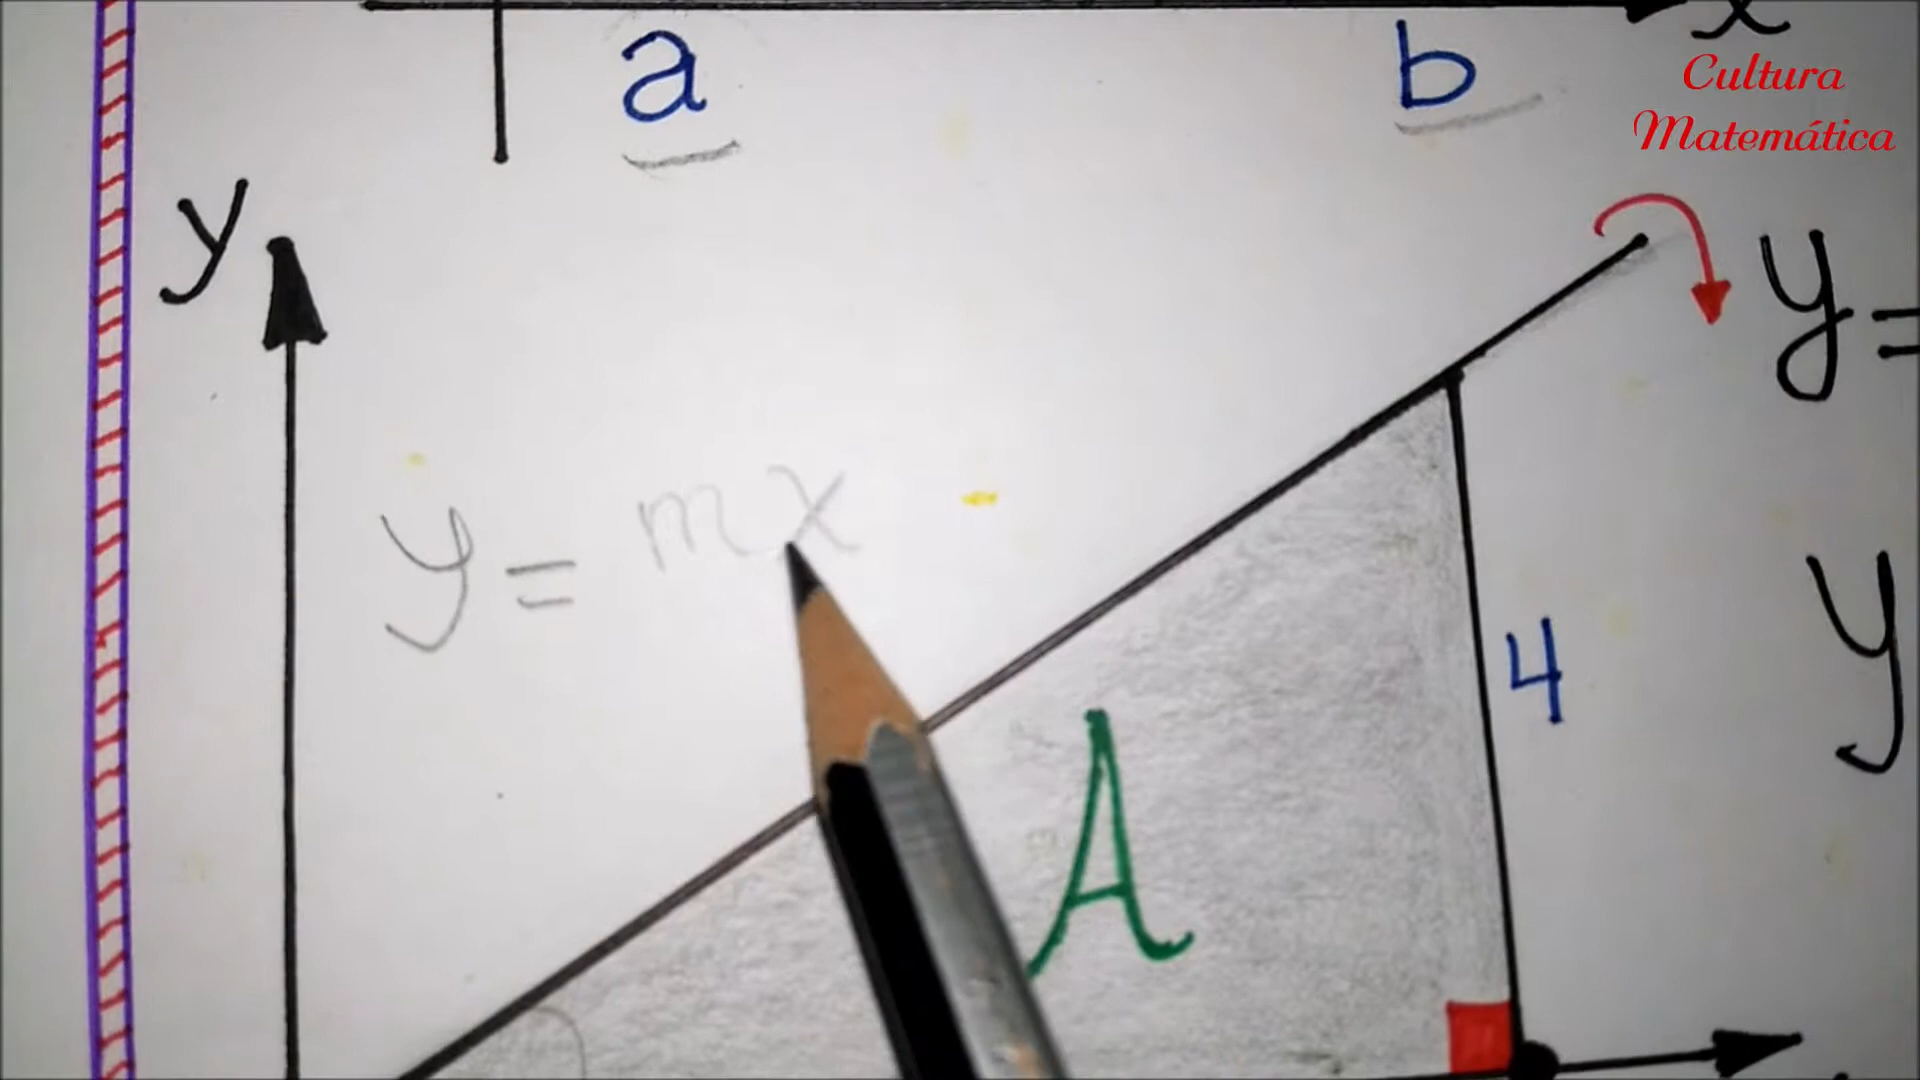 x
a b
Cultura
Matemática
y
y =
y = mx
y
4
A